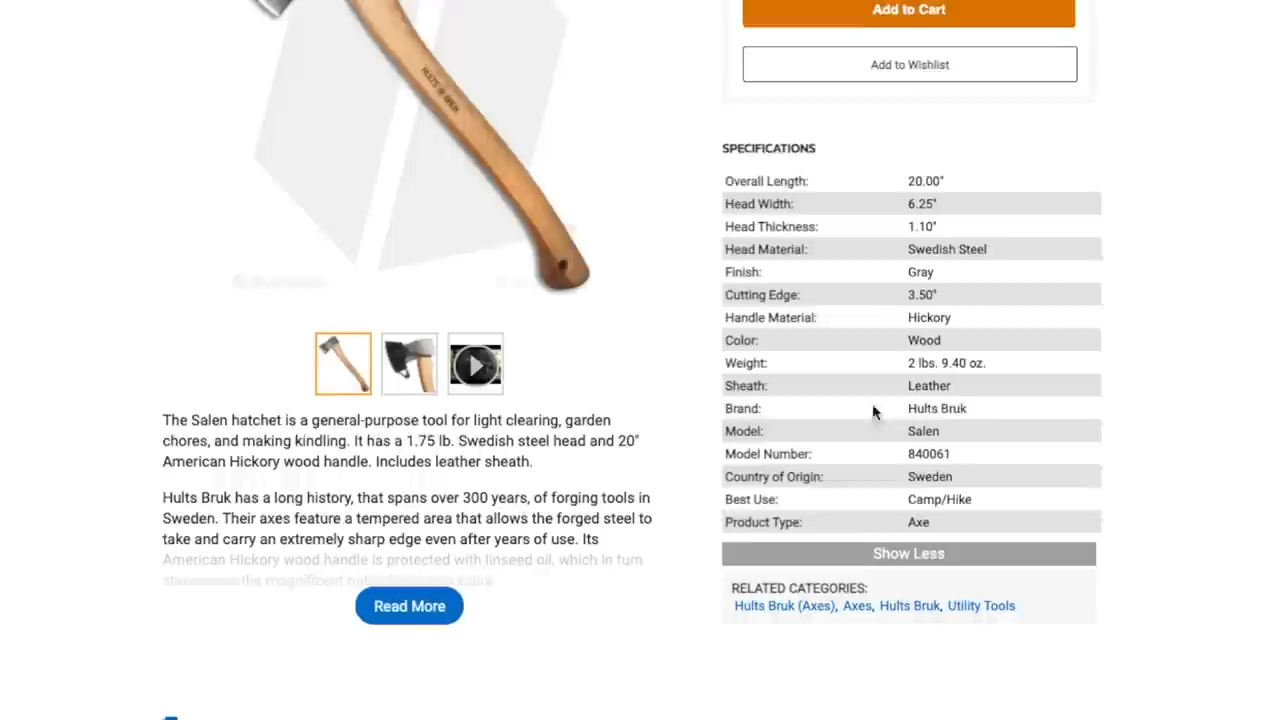 Add to Cart
Add to Wishlist
HULTS BRUK
SPECIFICATIONS
Overall Length: 20.00"
Head Width: 6.25"
Head Thickness: 1.10"
Head Material: Swedish Steel
Finish: Gray
Cutting Edge: 3.50"
Handle Material: Hickory
Color: Wood
Weight: 2 lbs. 9.40 oz.
Sheath: Leather
Brand: Hults Bruk
Model: Salen
Model Number: 840061
Country of Origin: Sweden
Best Use: Camp/Hike
Product Type: Axe
Show Less
RELATED CATEGORIES:
Hults Bruk (Axes), Axes, Hults Bruk, Utility Tools
The Salen hatchet is a general-purpose tool for light clearing, garden
chores, and making kindling. It has a 1.75 lb. Swedish steel head and 20"
American Hickory wood handle. Includes leather sheath.
Hults Bruk has a long history, that spans over 300 years, of forging tools in
Sweden. Their axes feature a tempered area that allows the forged steel to
take and carry an extremely sharp edge even after years of use. Its
American Hickory wood handle is protected with linseed oil, which in turn
the magnificent
Read More